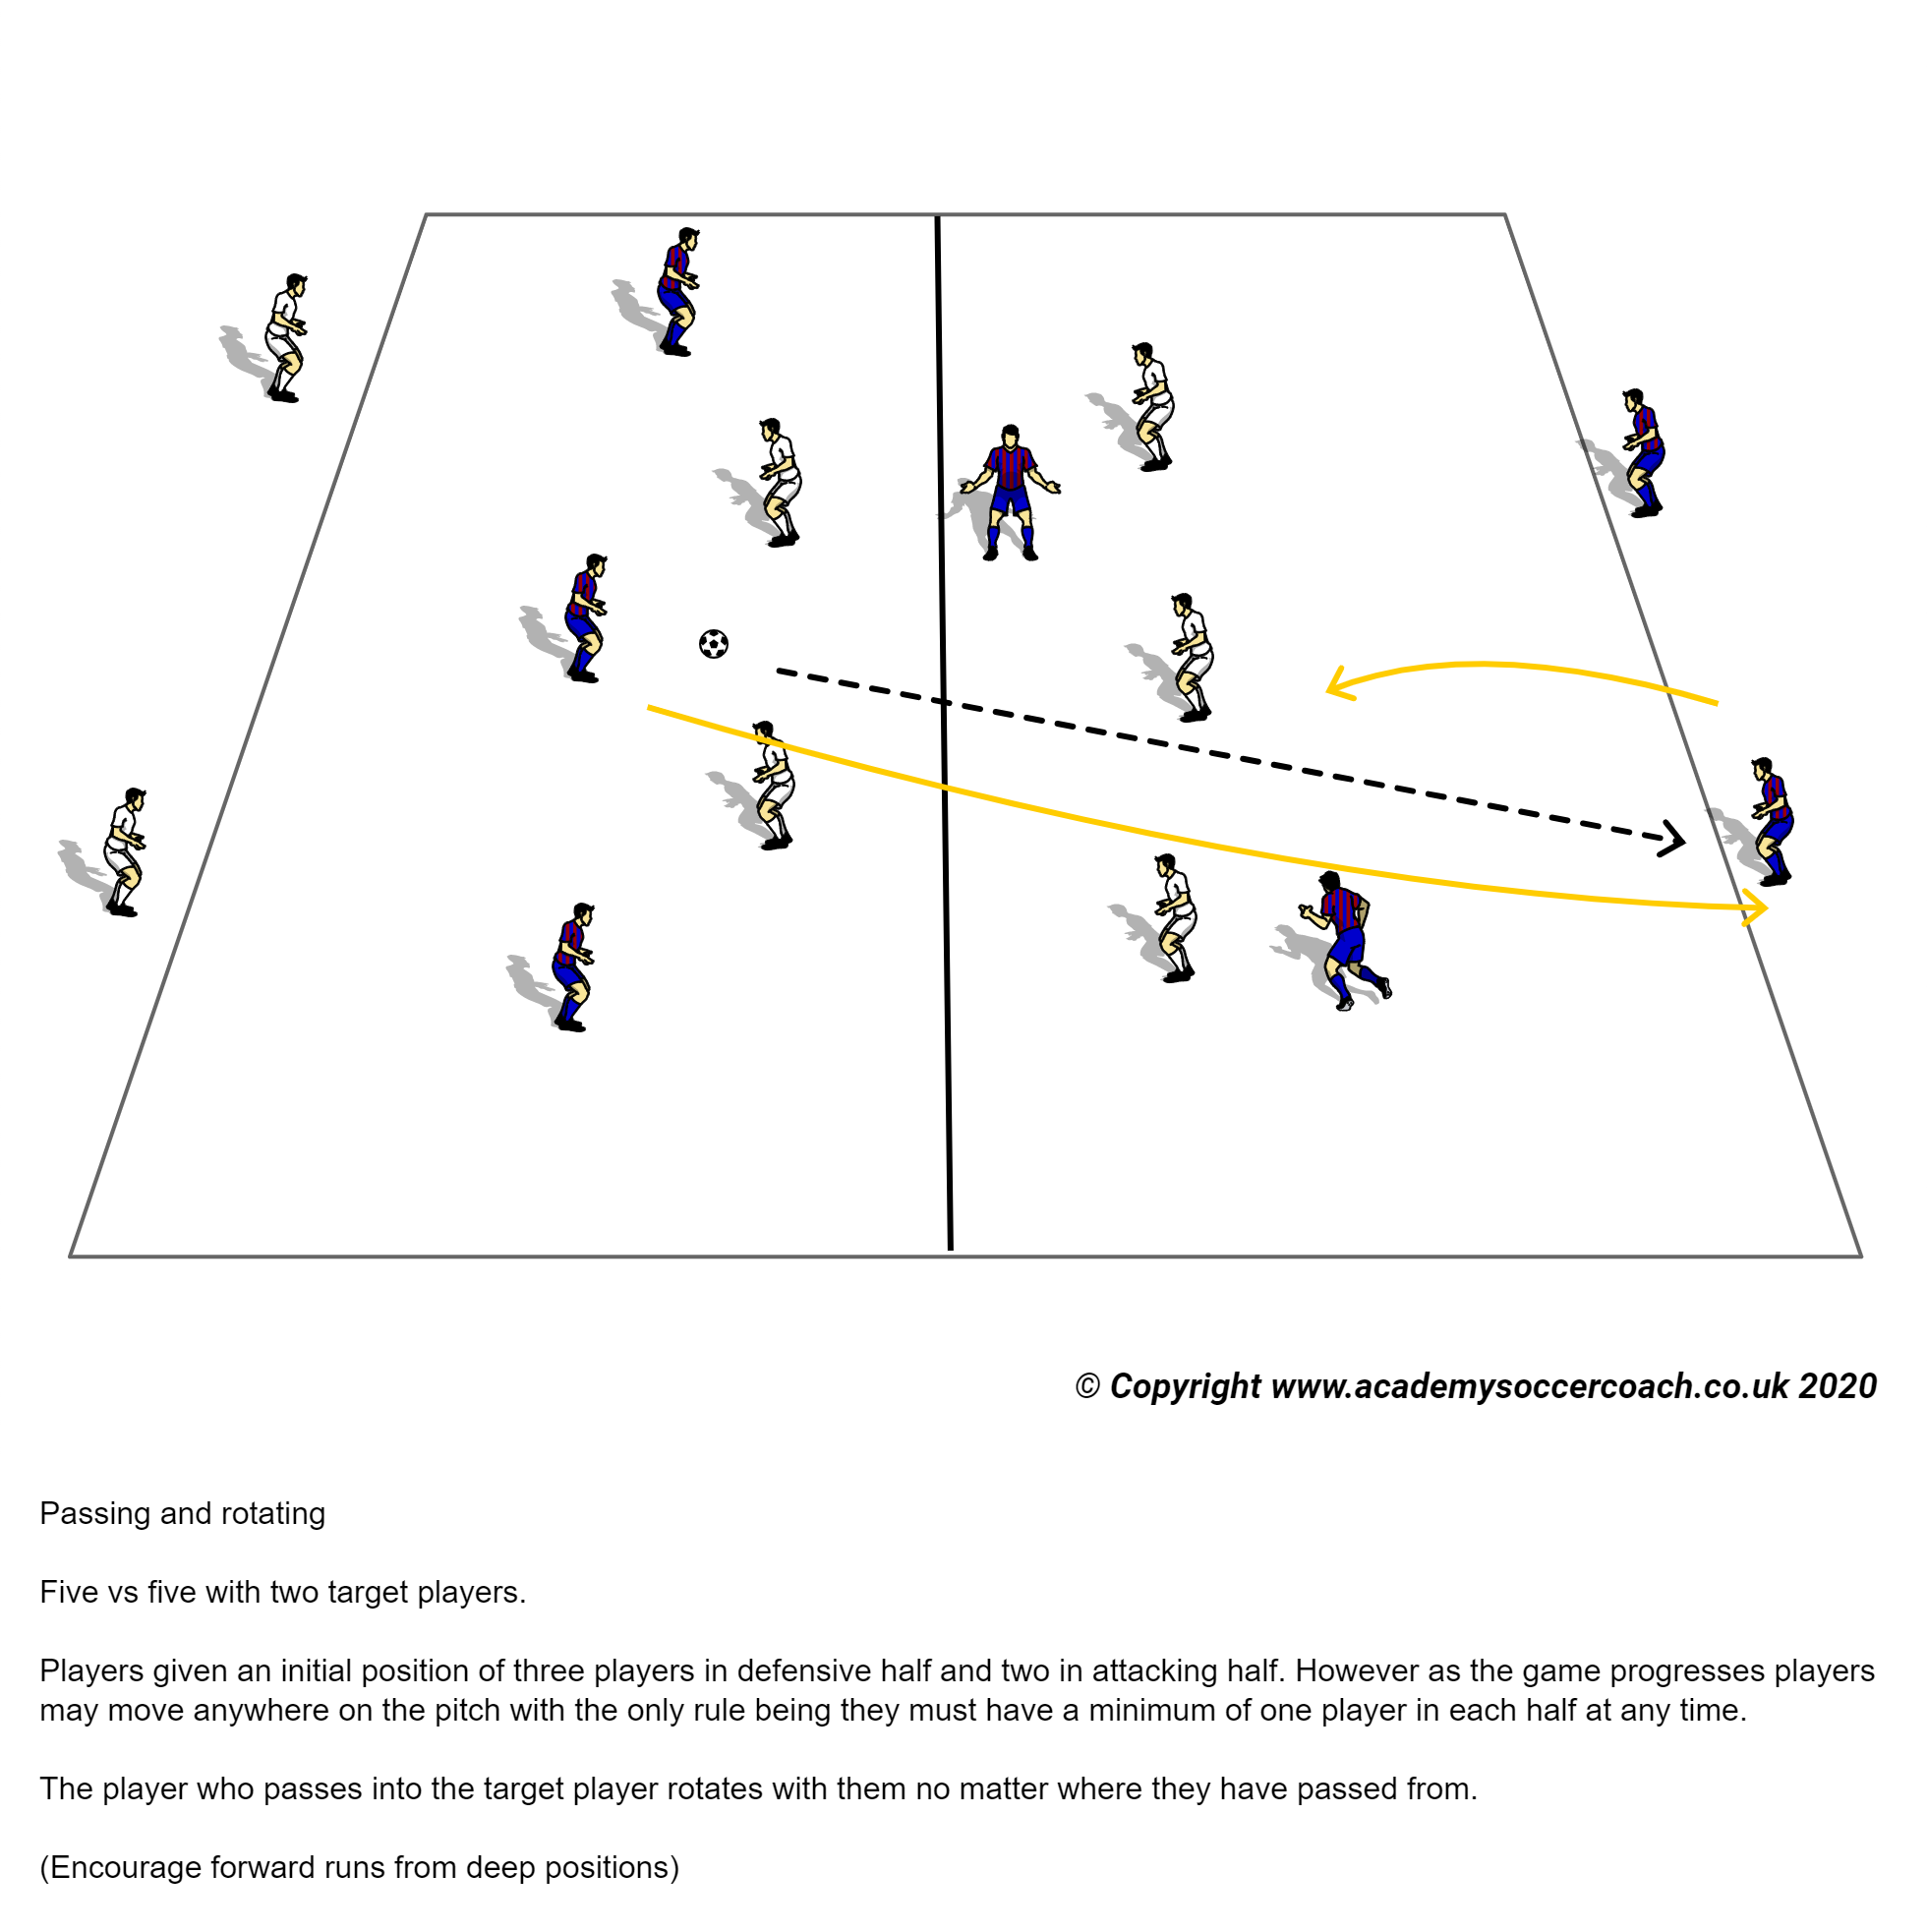 © Copyright www.academysoccercoach.co.uk 2020
Passing and rotating
Five vs five with two target players.
Players given an initial position of three players in defensive half and two in attacking half. However as the game progresses players
may move anywhere on the pitch with the only rule being they must have a minimum of one player in each half at any time.
The player who passes into the target player rotates with them no matter where they have passed from.
(Encourage forward runs from deep positions)